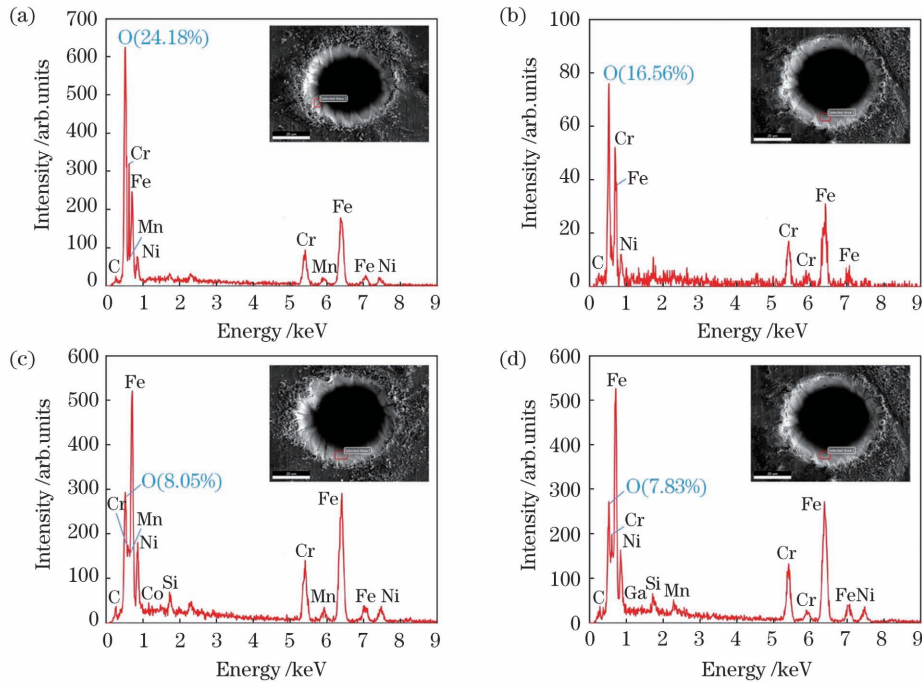 (a)
700
600
500
400
300
200
100
0
Intensity /arb.units
O(24.18%)
Cr
Fe
Mn
Ni
C
Cr
Mn
Fe
Fe Ni
0 1 2 3 4 5 6 7 8 9
Energy /keV
(b)
100
80
60
40
20
0
Intensity /arb.units
O(16.56%)
Cr
Fe
Ni
C
Cr
Cr
Fe
Fe
0 1 2 3 4 5 6 7 8 9
Energy /keV
(c)
600
500
400
300
200
100
0
Intensity /arb.units
Fe
O(8.05%)
Cr
Mn
Ni
C
Co
Si
Cr
Mn
Fe
Fe Ni
0 1 2 3 4 5 6 7 8 9
Energy /keV
(d)
600
500
400
300
200
100
0
Intensity /arb.units
Fe
O(7.83%)
Cr
Ni
C
Ga
Si
Mn
Cr
Cr
Fe
FeNi
0 1 2 3 4 5 6 7 8 9
Energy /keV